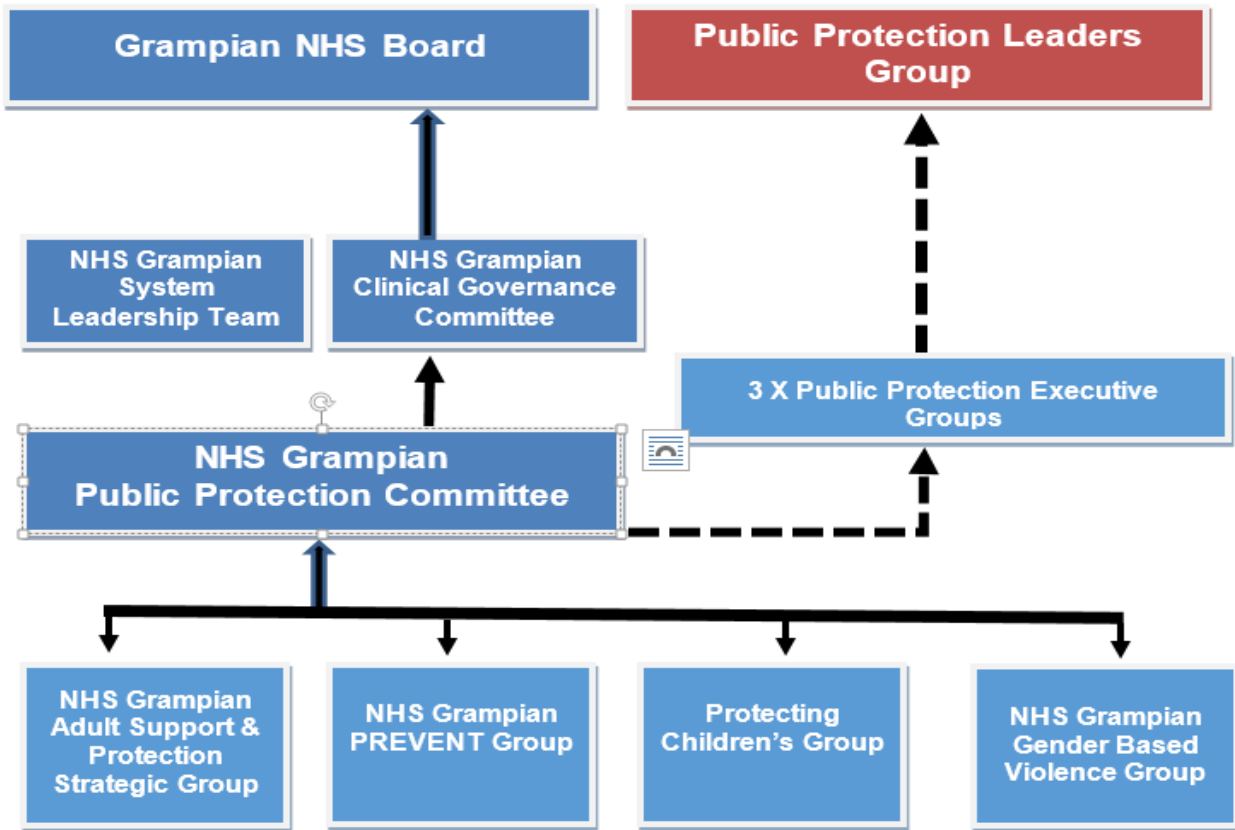 Grampian NHS Board
Public Protection Leaders
Group
NHS Grampian
System
Leadership Team
NHS Grampian
Clinical Governance
Committee
3 X Public Protection Executive
Groups
NHS Grampian
Public Protection Committee
NHS Grampian
Adult Support &
Protection
Strategic Group
NHS Grampian
PREVENT Group
Protecting
Children’s Group
NHS Grampian
Gender Based
Violence Group